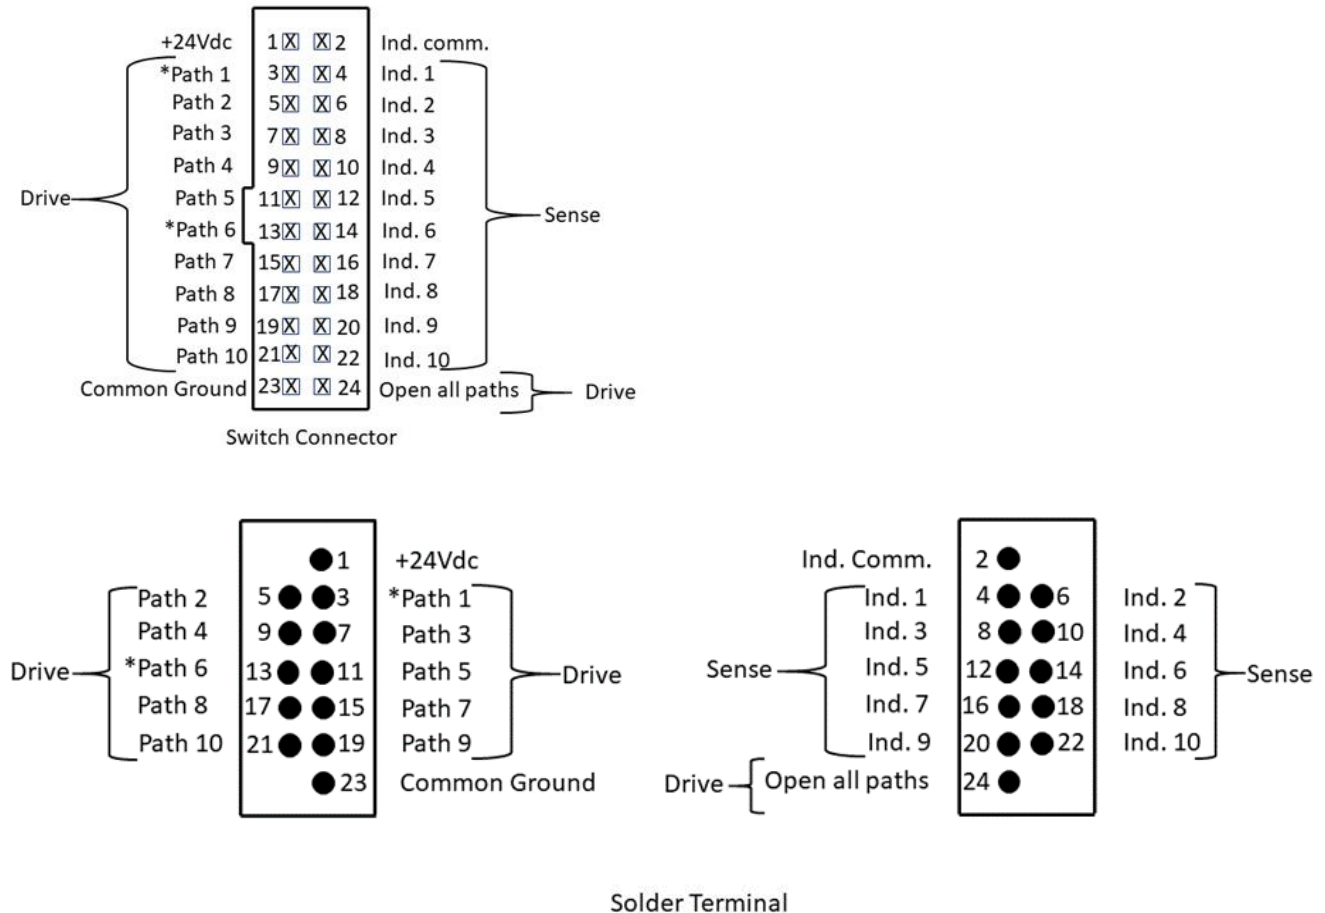 +24Vdc 1 X X 2 Ind. comm.
*Path 1 3 X X 4 Ind. 1
Path 2 5 X X 6 Ind. 2
Path 3 7 X X 8 Ind. 3
Path 4 9 X X 10 Ind. 4
Drive Path 5 11 X X 12 Ind. 5 Sense
*Path 6 13 X X 14 Ind. 6
Path 7 15 X X 16 Ind. 7
Path 8 17 X X 18 Ind. 8
Path 9 19 X X 20 Ind. 9
Path 10 21 X X 22 Ind. 10
Common Ground 23 X X 24 Open all paths Drive
Switch Connector
1 +24Vdc
Path 2 5 3 *Path 1
Path 4 9 7 Path 3
Drive *Path 6 13 11 Path 5 Drive
Path 8 17 15 Path 7
Path 10 21 19 Path 9
23 Common Ground
Ind. Comm. 2
Ind. 1 4 6 Ind. 2
Ind. 3 8 10 Ind. 4
Sense Ind. 5 12 14 Ind. 6 Sense
Ind. 7 16 18 Ind. 8
Ind. 9 20 22 Ind. 10
Drive Open all paths 24
Solder Terminal